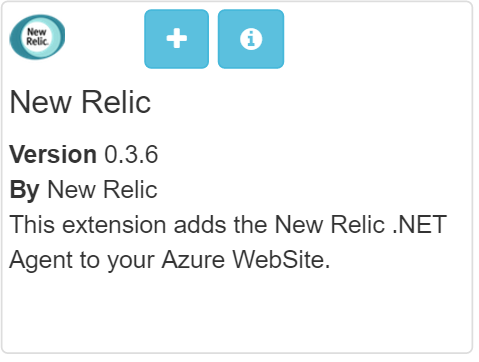 New
Relic.
New Relic
Version 0.3.6
By New Relic
This extension adds the New Relic .NET
Agent to your Azure WebSite.